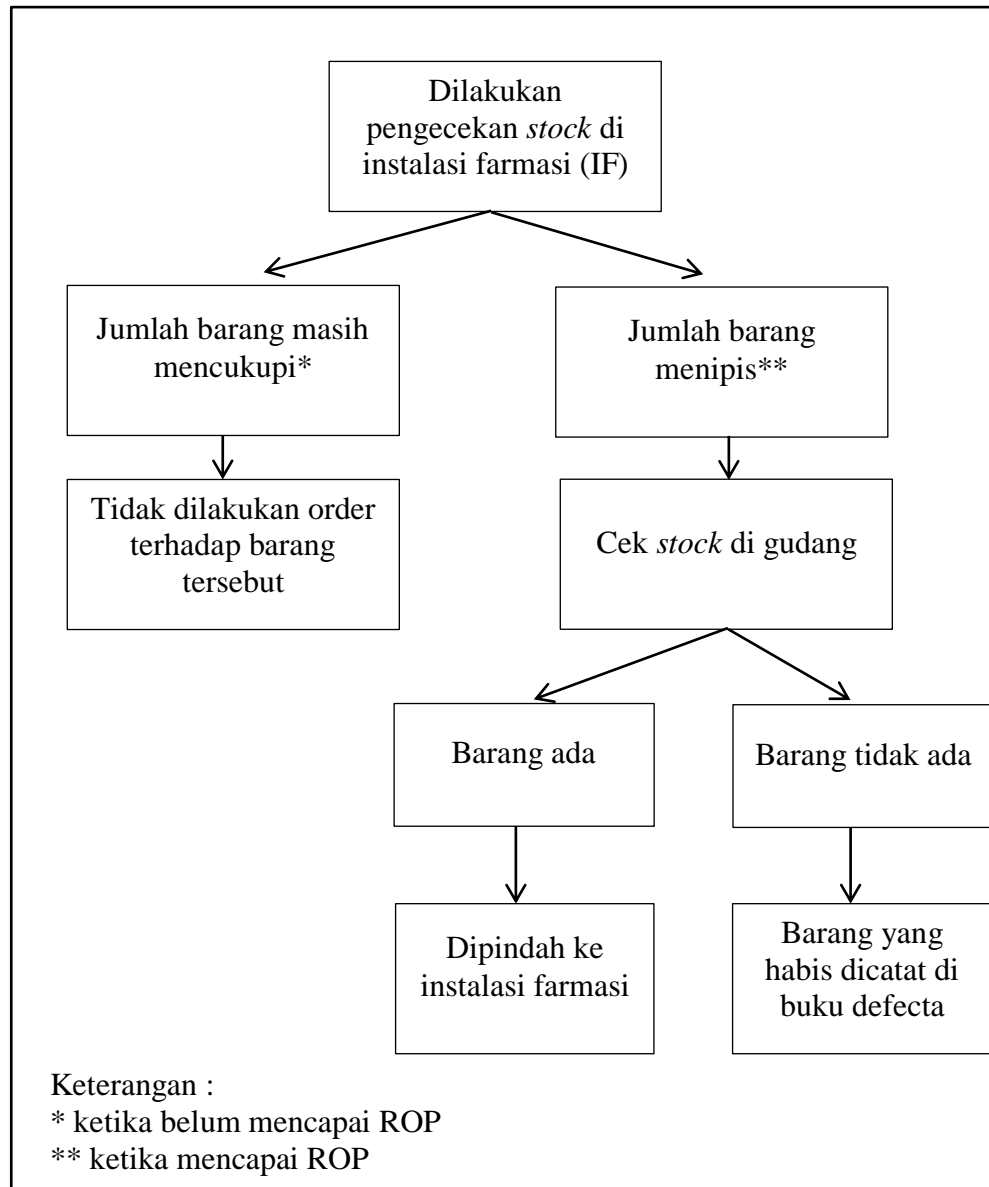 Dilakukan
pengecekan stock di
instalasi farmasi (IF)
Jumlah barang masih
mencukupi*
Jumlah barang
menipis**
Tidak dilakukan order
terhadap barang
tersebut
Cek stock di gudang
Barang ada
Barang tidak ada
Dipindah ke
instalasi farmasi
Barang yang
habis dicatat di
buku defecta
Keterangan :
* ketika belum mencapai ROP
** ketika mencapai ROP